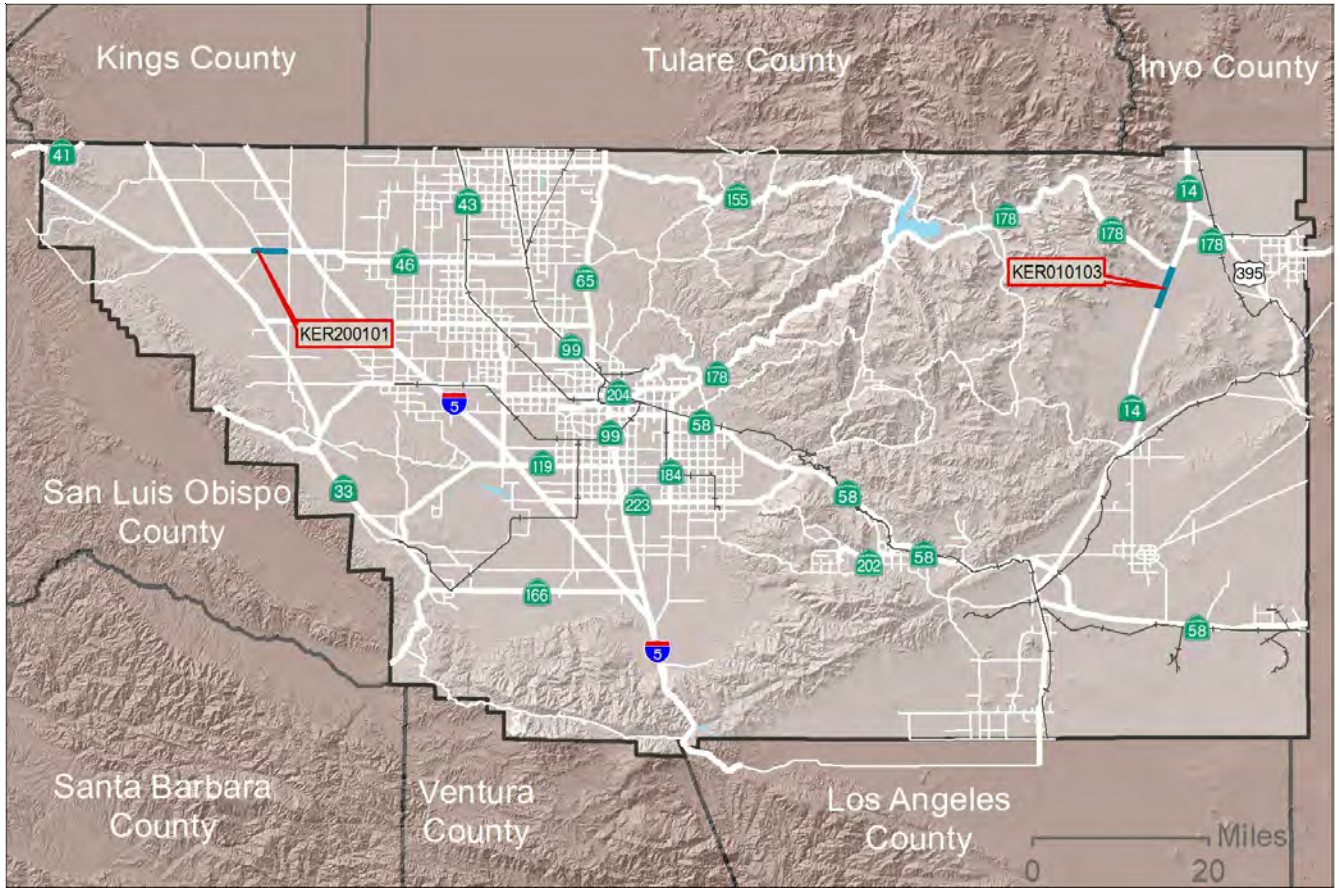 Kings County
Tulare County
Inyo County
41
14
155
43
178
178
178
46
65
KER010103
395
KER200101
99
178
204
5
14
58
99
119
184
San Luis Obispo
County
33
223
58
58
202
166
58
5
Santa Barbara
County
Ventura
County
Los Angeles
County
Miles
0
20